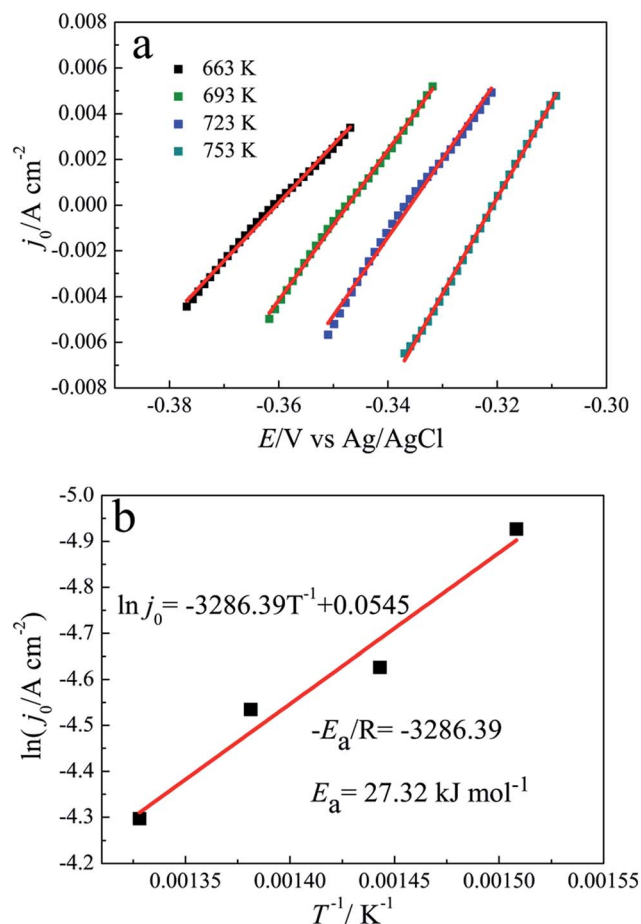 a
663 K
693 K
723 K
753 K
0.008
0.006
0.004
0.002
0.000
-0.002
-0.004
-0.006
-0.008
j₀/A cm⁻²
-0.38 -0.36 -0.34 -0.32 -0.30
E/V vs Ag/AgCl
b
-5.0
-4.9
-4.8
-4.7
-4.6
-4.5
-4.4
-4.3
-4.2
ln(j₀/A cm⁻²)
ln j₀= -3286.39T⁻¹+0.0545
-Eₐ/R= -3286.39
Eₐ= 27.32 kJ mol⁻¹
0.00135 0.00140 0.00145 0.00150 0.00155
T⁻¹/ K⁻¹